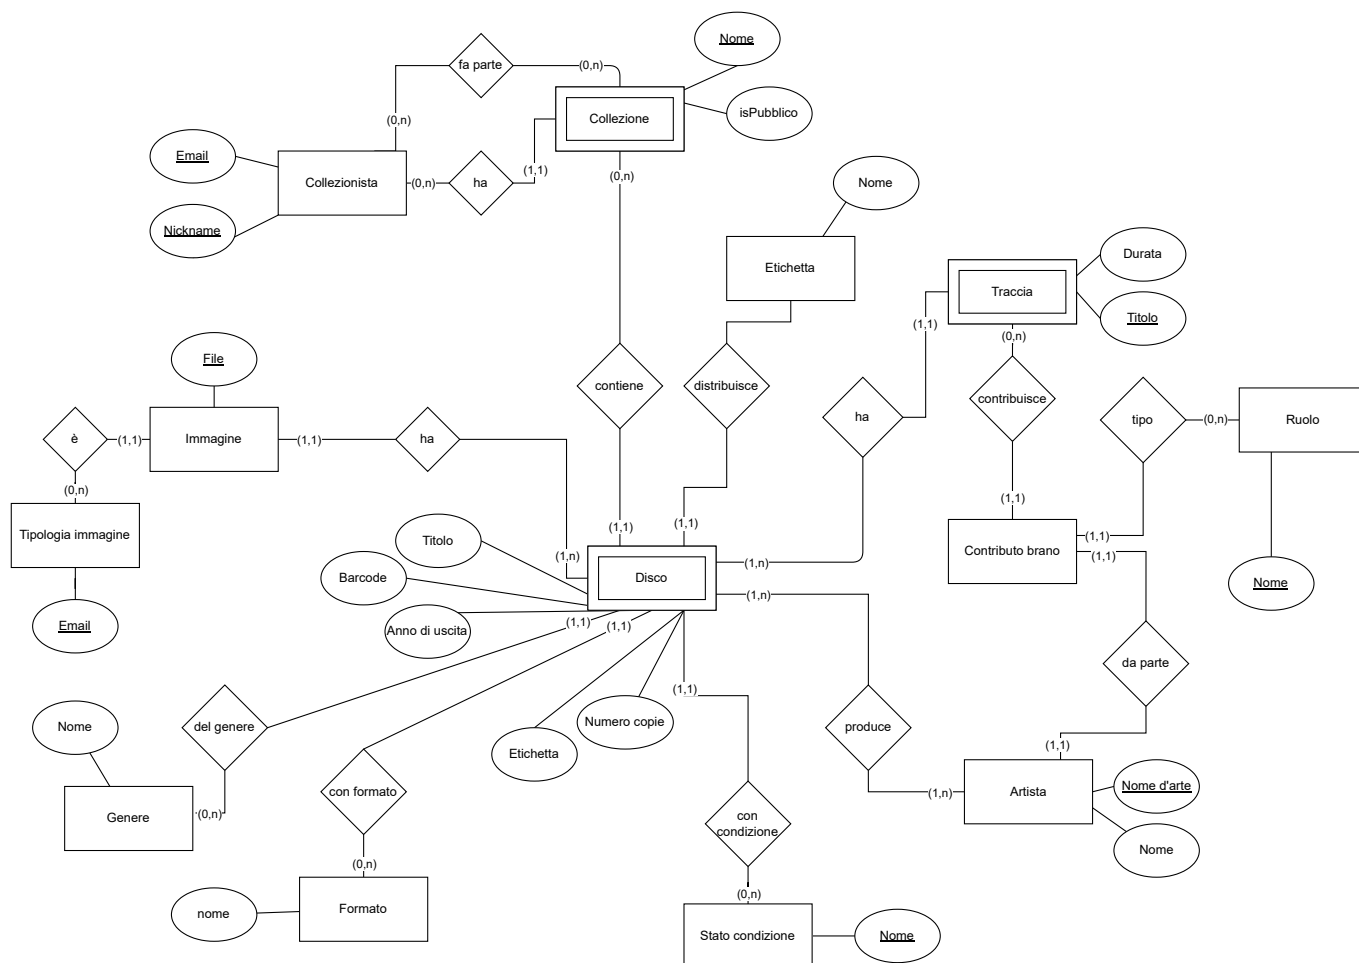 Nome
fa parte
(0,n)
isPubblico
Collezione
(0,n)
Email
(1,1)
(0,n)
Nome
Collezionista
(0,n)
ha
Nickname
Etichetta
Durata
Traccia
Titolo
(1,1)
(0,n)
File
contiene
distribuisce
contribuisce
ha
tipo
(0,n)
Ruolo
è
(1,1)
Immagine
(1,1)
ha
(0,n)
(1,1)
Tipologia immagine
(1,1)
(1,1)
(1,1)
Contributo brano
(1,1)
Titolo
(1,n)
(1,n)
Barcode
Disco
Nome
(1,n)
Email
Anno di uscita
(1,1)
(1,1)
da parte
(1,1)
Nome
del genere
Numero copie
produce
Etichetta
(1,1)
Nome d'arte
con formato
Artista
(1,n)
(1,n)
Genere
(0,n)
con
condizione
Nome
(0,n)
(0,n)
nome
Formato
Stato condizione
Nome